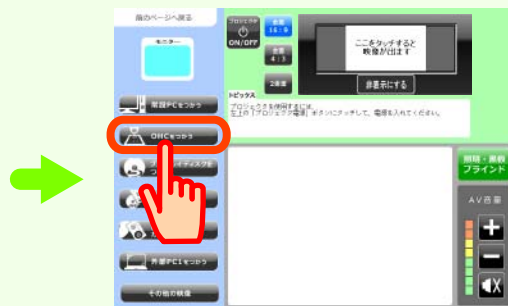 前のページへ戻る
モニター
常設PCをつかう
OHCをつかう
外部PC1をつかう
その他の映像
プロジェクタ
ON/OFF
全面
16:9
全面
4:3
2画面
ここをタッチすると
映像が出ます
非表示にする
トピックス
プロジェクタを使用するには、
左上の「プロジェクタ電源」ボタンにタッチして、電源を入れてください。
照明・黒板
ブラインド
AV音量